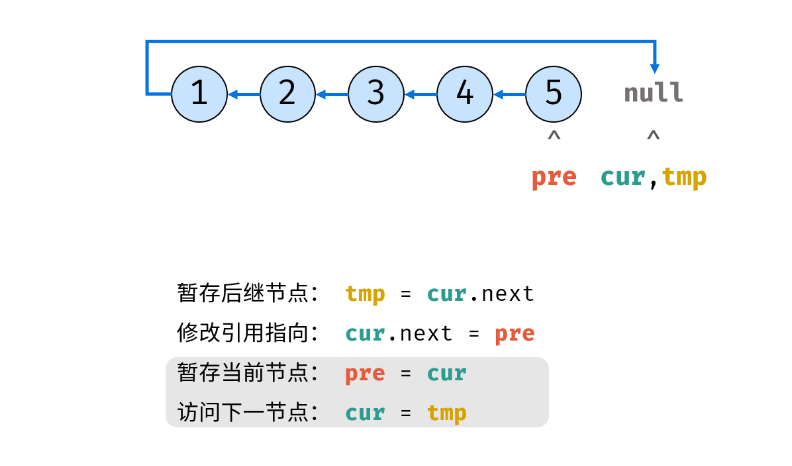 1 2 3 4 5 null
^ ^
pre cur,tmp
暂存后继节点： tmp = cur.next
修改引用指向： cur.next = pre
暂存当前节点： pre = cur
访问下一节点： cur = tmp